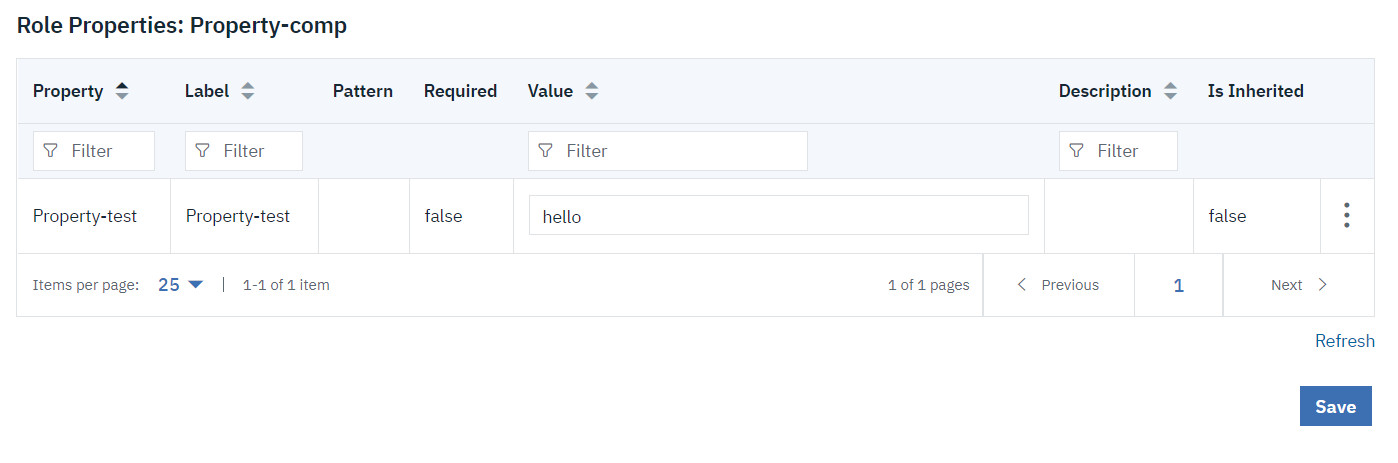 Role Properties: Property-comp
Property Label Pattern Required Value Description Is Inherited
Filter Filter Filter Filter
Property-test Property-test false hello false
Items per page: 25 | 1-1 of 1 item 1 of 1 pages Previous 1 Next
Refresh
Save